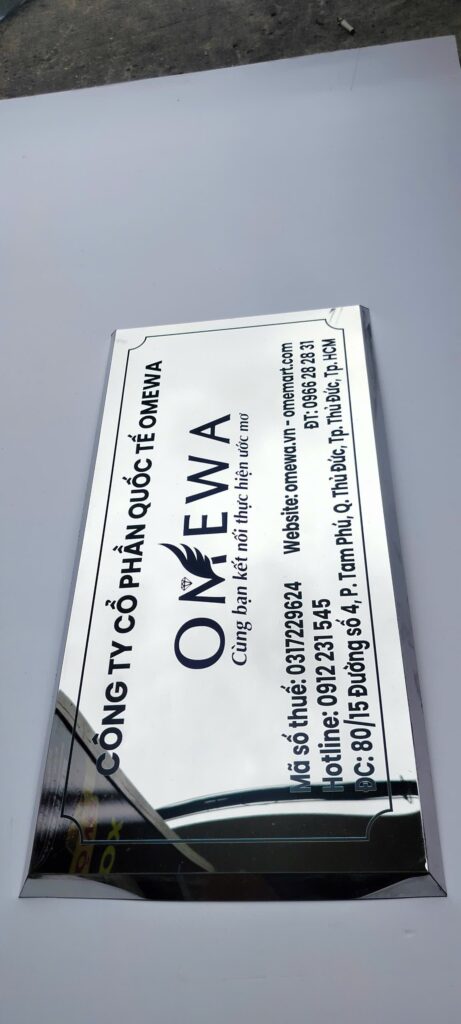 CÔNG TY CỔ PHẦN QUỐC TẾ OMEWA
OMEWA
Cùng bạn kết nối thực hiện ước mơ
Mã số thuế: 0317229624 Website: omewa.vn - omemart.com
Hotline: 0912 231 545 ĐT: 0966 28 28 31
ĐC: 80/15 Đường số 4, P. Tam Phú, Q. Thủ Đức, Tp. Thủ Đức, Tp. HCM